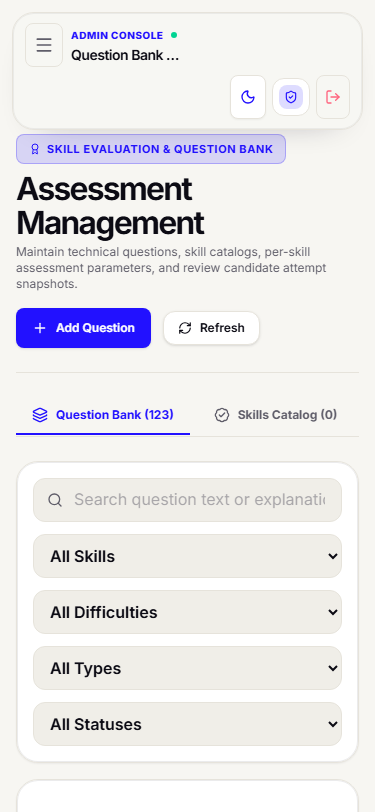 ADMIN CONSOLE
Question Bank ...
SKILL EVALUATION & QUESTION BANK
Assessment
Management
Maintain technical questions, skill catalogs, per-skill
assessment parameters, and review candidate attempt
snapshots.
Add Question
Refresh
Question Bank (123)
Skills Catalog (0)
Search question text or explanati
All Skills
All Difficulties
All Types
All Statuses